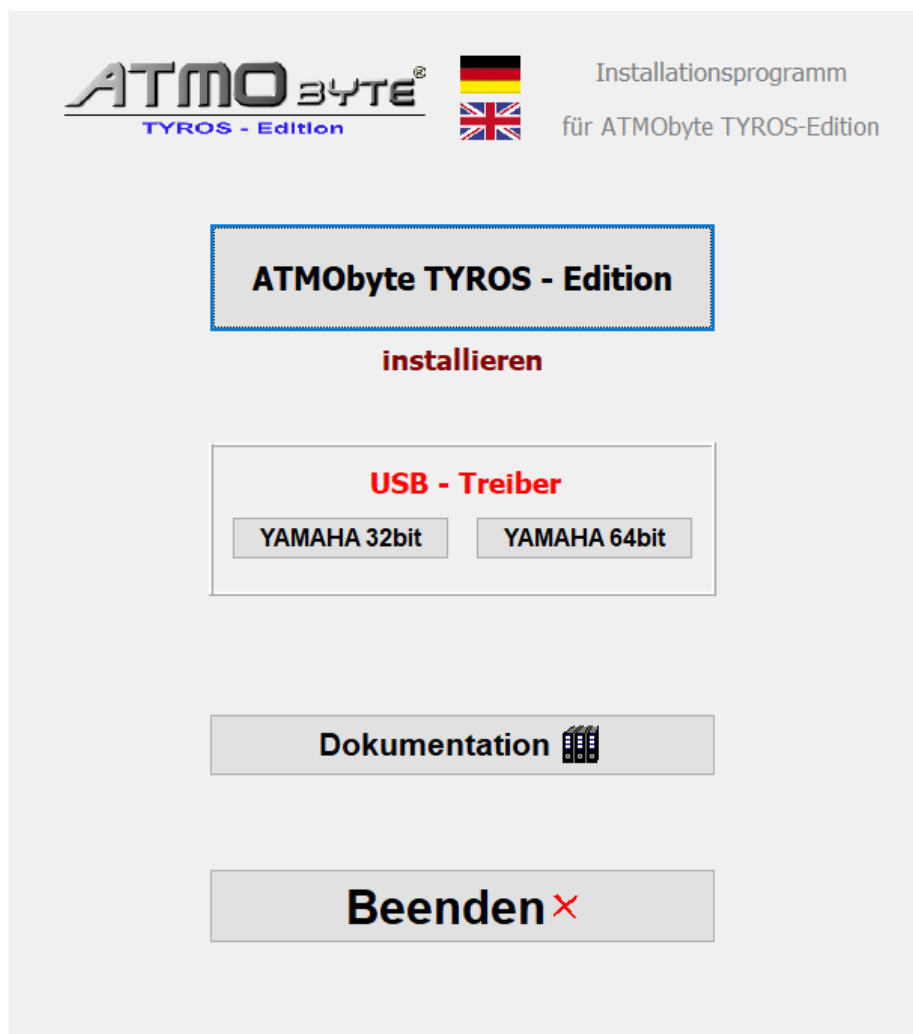 ATMO BYTE®
TYROS - Edition
Installationsprogramm
für ATMObyte TYROS-Edition
ATMObyte TYROS - Edition
installieren
USB - Treiber
YAMAHA 32bit
YAMAHA 64bit
Dokumentation
Beenden